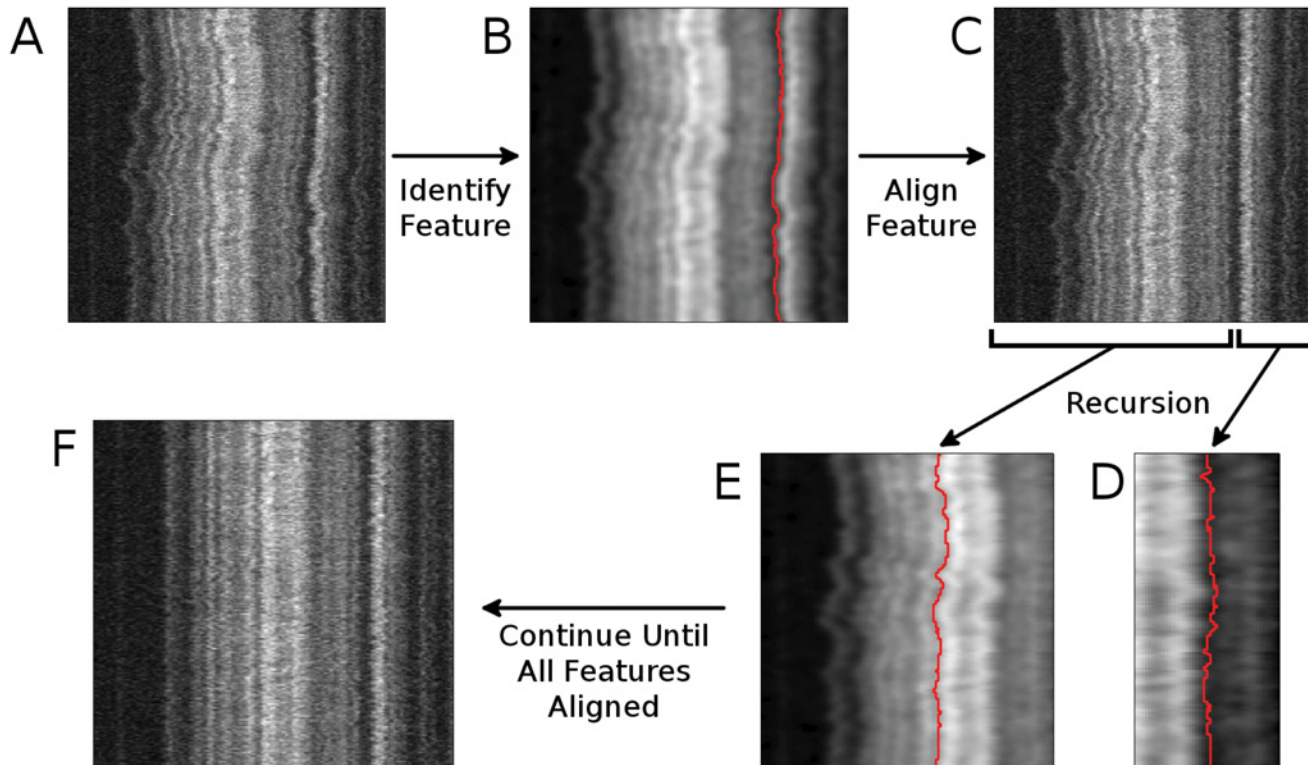 A
B
C
Identify
Feature
Align
Feature
Recursion
F
E
D
Continue Until
All Features
Aligned